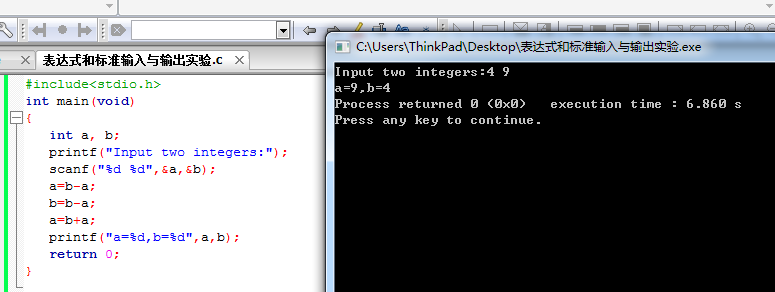 表达式和标准输入与输出实验.c
#include<stdio.h>
int main(void)
{
int a, b;
printf("Input two integers:");
scanf("%d %d",&a,&b);
a=b-a;
b=b-a;
a=b+a;
printf("a=%d,b=%d",a,b);
return 0;
}
C:\Users\ThinkPad\Desktop\表达式和标准输入与输出实验.exe
Input two integers:4 9
a=9,b=4
Process returned 0 (0x0)   execution time : 6.860 s
Press any key to continue.